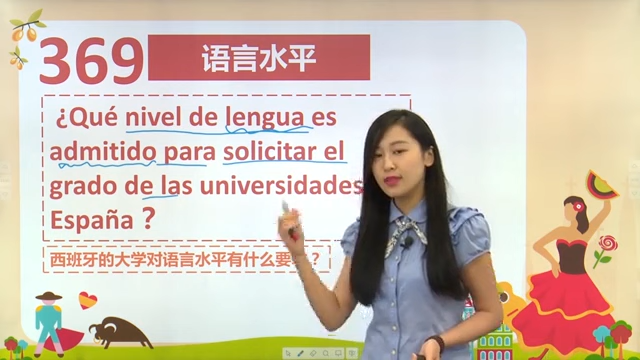 369
语言水平
¿Qué nivel de lengua es
admitido para solicitar el
grado de las universidades
España ?
西班牙的大学对语言水平有什么要 ?